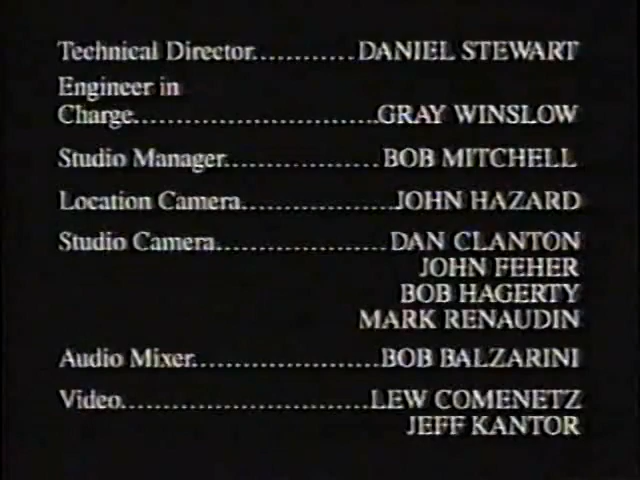 Technical Director............DANIEL STEWART
Engineer in
Charge.............................GRAY WINSLOW
Studio Manager..................BOB MITCHELL
Location Camera..................JOHN HAZARD
Studio Camera....................DAN CLANTON
JOHN FEHER
BOB HAGERTY
MARK RENAUDIN
Audio Mixer......................BOB BALZARINI
Video.............................LEW COMENETZ
JEFF KANTOR